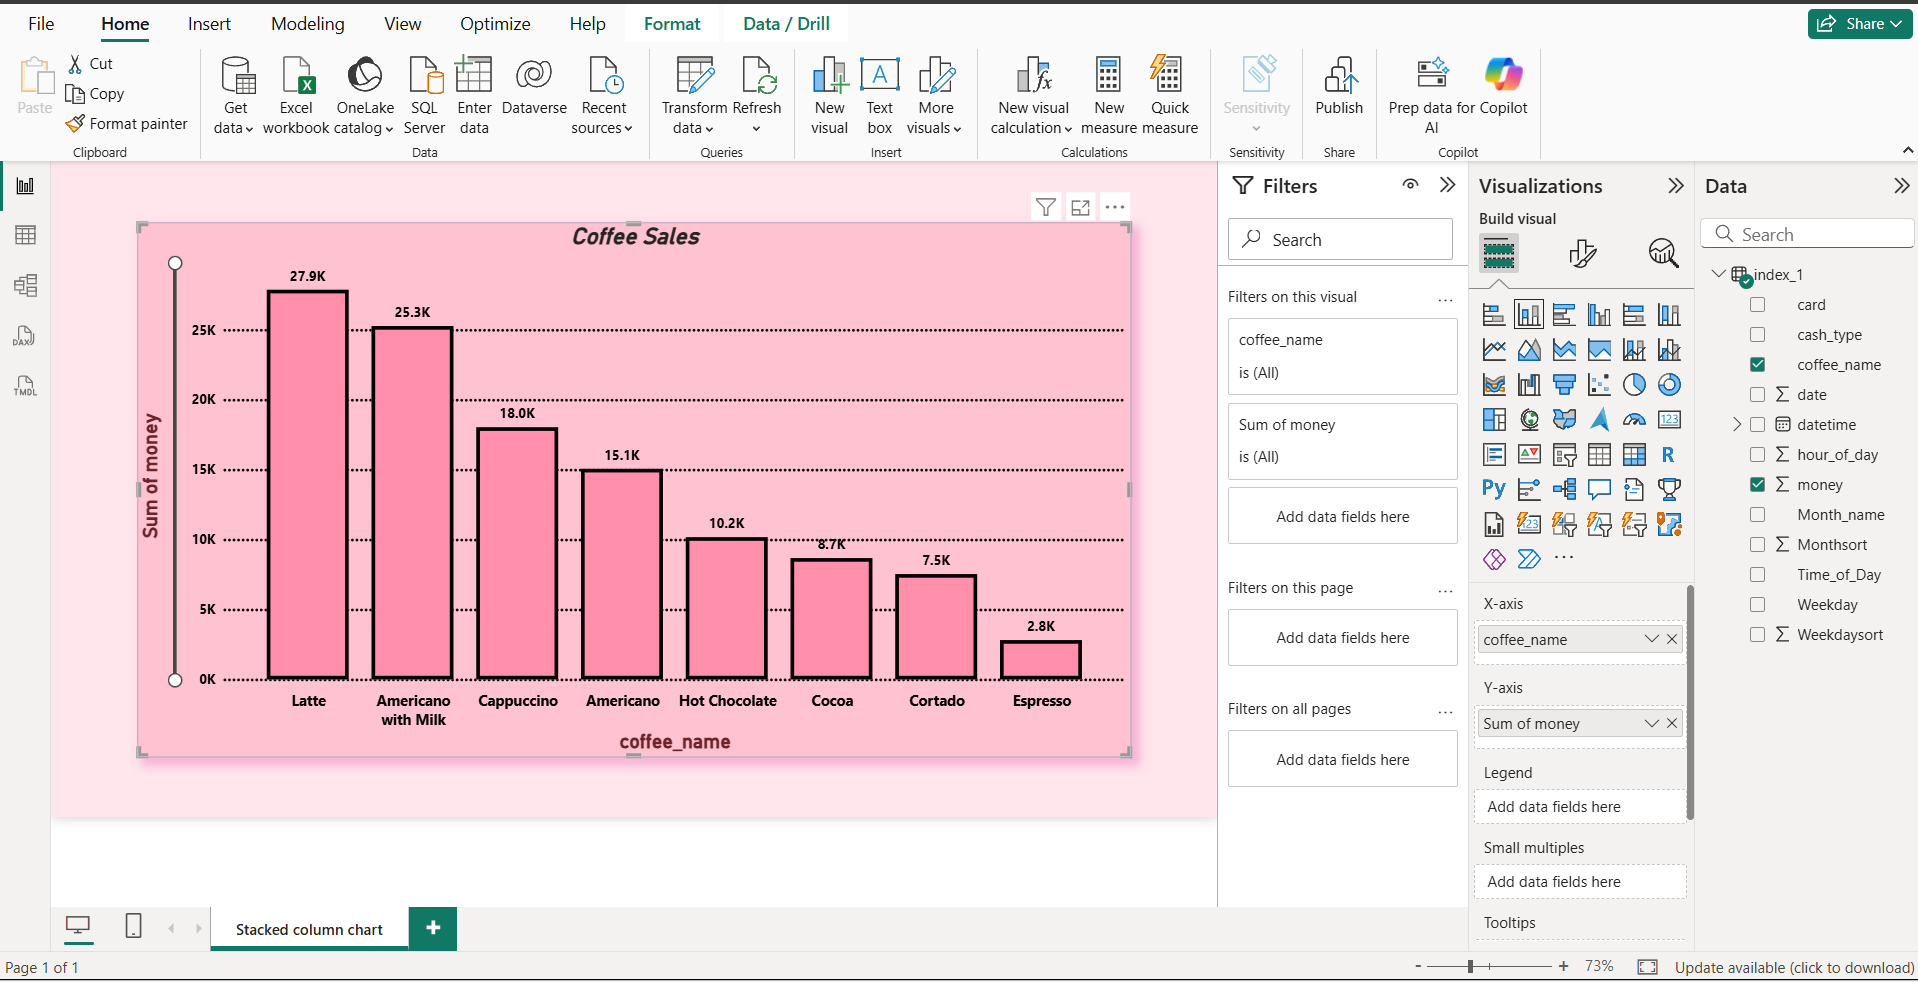 File
Home
Insert
Modeling
View
Optimize
Help
Format
Data / Drill
Share
Paste
Cut
Copy
Format painter
Clipboard
Get
data
Excel
workbook
OneLake
catalog
SQL
Server
Enter
data
Dataverse
Recent
sources
Data
Transform
data
Refresh
Queries
New
visual
A
Text
box
More
visuals
Insert
fx
New visual
calculation
New
measure
Quick
measure
Calculations
Sensitivity
Sensitivity
Publish
Share
Prep data for
AI
Copilot
Copilot
DAX
TMDL
Coffee Sales
Sum of money
27.9K
25.3K
18.0K
15.1K
10.2K
8.7K
7.5K
2.8K
25K
20K
15K
10K
5K
0K
Latte
Americano
with Milk
Cappuccino
Americano
Hot Chocolate
Cocoa
Cortado
Espresso
coffee_name
Filters
Search
Filters on this visual
coffee_name
is (All)
Sum of money
is (All)
Add data fields here
Filters on this page
Add data fields here
Filters on all pages
Add data fields here
Visualizations
Build visual
123
R
Py
123
X-axis
coffee_name
Y-axis
Sum of money
Legend
Add data fields here
Small multiples
Add data fields here
Tooltips
Data
Search
index_1
card
cash_type
coffee_name
date
datetime
hour_of_day
money
Month_name
Monthsort
Time_of_Day
Weekday
Weekdaysort
Stacked column chart
Page 1 of 1
- + 73%
Update available (click to download)